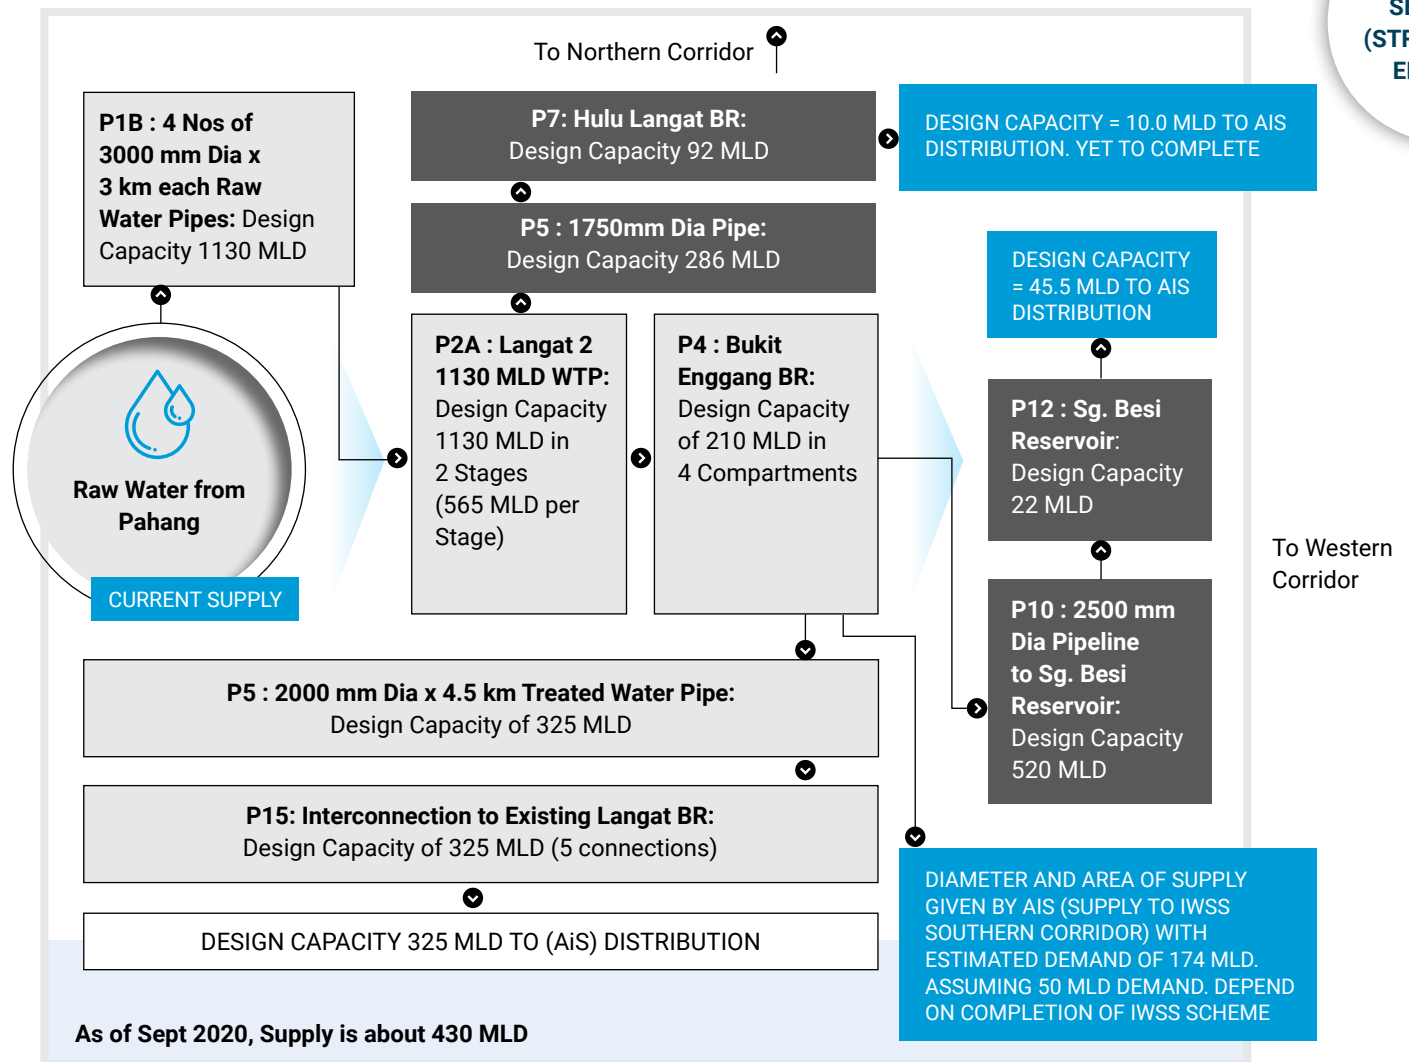 To Northern Corridor
P1B : 4 Nos of
3000 mm Dia x
3 km each Raw
Water Pipes: Design
Capacity 1130 MLD
P7: Hulu Langat BR:
Design Capacity 92 MLD
DESIGN CAPACITY = 10.0 MLD TO AIS
DISTRIBUTION. YET TO COMPLETE
P5 : 1750mm Dia Pipe:
Design Capacity 286 MLD
DESIGN CAPACITY
= 45.5 MLD TO AIS
DISTRIBUTION
Raw Water from
Pahang
CURRENT SUPPLY
P2A : Langat 2
1130 MLD WTP:
Design Capacity
1130 MLD in
2 Stages
(565 MLD per
Stage)
P4 : Bukit
Enggang BR:
Design Capacity
of 210 MLD in
4 Compartments
P12 : Sg. Besi
Reservoir:
Design Capacity
22 MLD
To Western
Corridor
P10 : 2500 mm
Dia Pipeline
to Sg. Besi
Reservoir:
Design Capacity
520 MLD
P5 : 2000 mm Dia x 4.5 km Treated Water Pipe:
Design Capacity of 325 MLD
P15: Interconnection to Existing Langat BR:
Design Capacity of 325 MLD (5 connections)
DESIGN CAPACITY 325 MLD TO (AiS) DISTRIBUTION
DIAMETER AND AREA OF SUPPLY
GIVEN BY AIS (SUPPLY TO IWSS
SOUTHERN CORRIDOR) WITH
ESTIMATED DEMAND OF 174 MLD.
ASSUMING 50 MLD DEMAND. DEPEND
ON COMPLETION OF IWSS SCHEME
As of Sept 2020, Supply is about 430 MLD